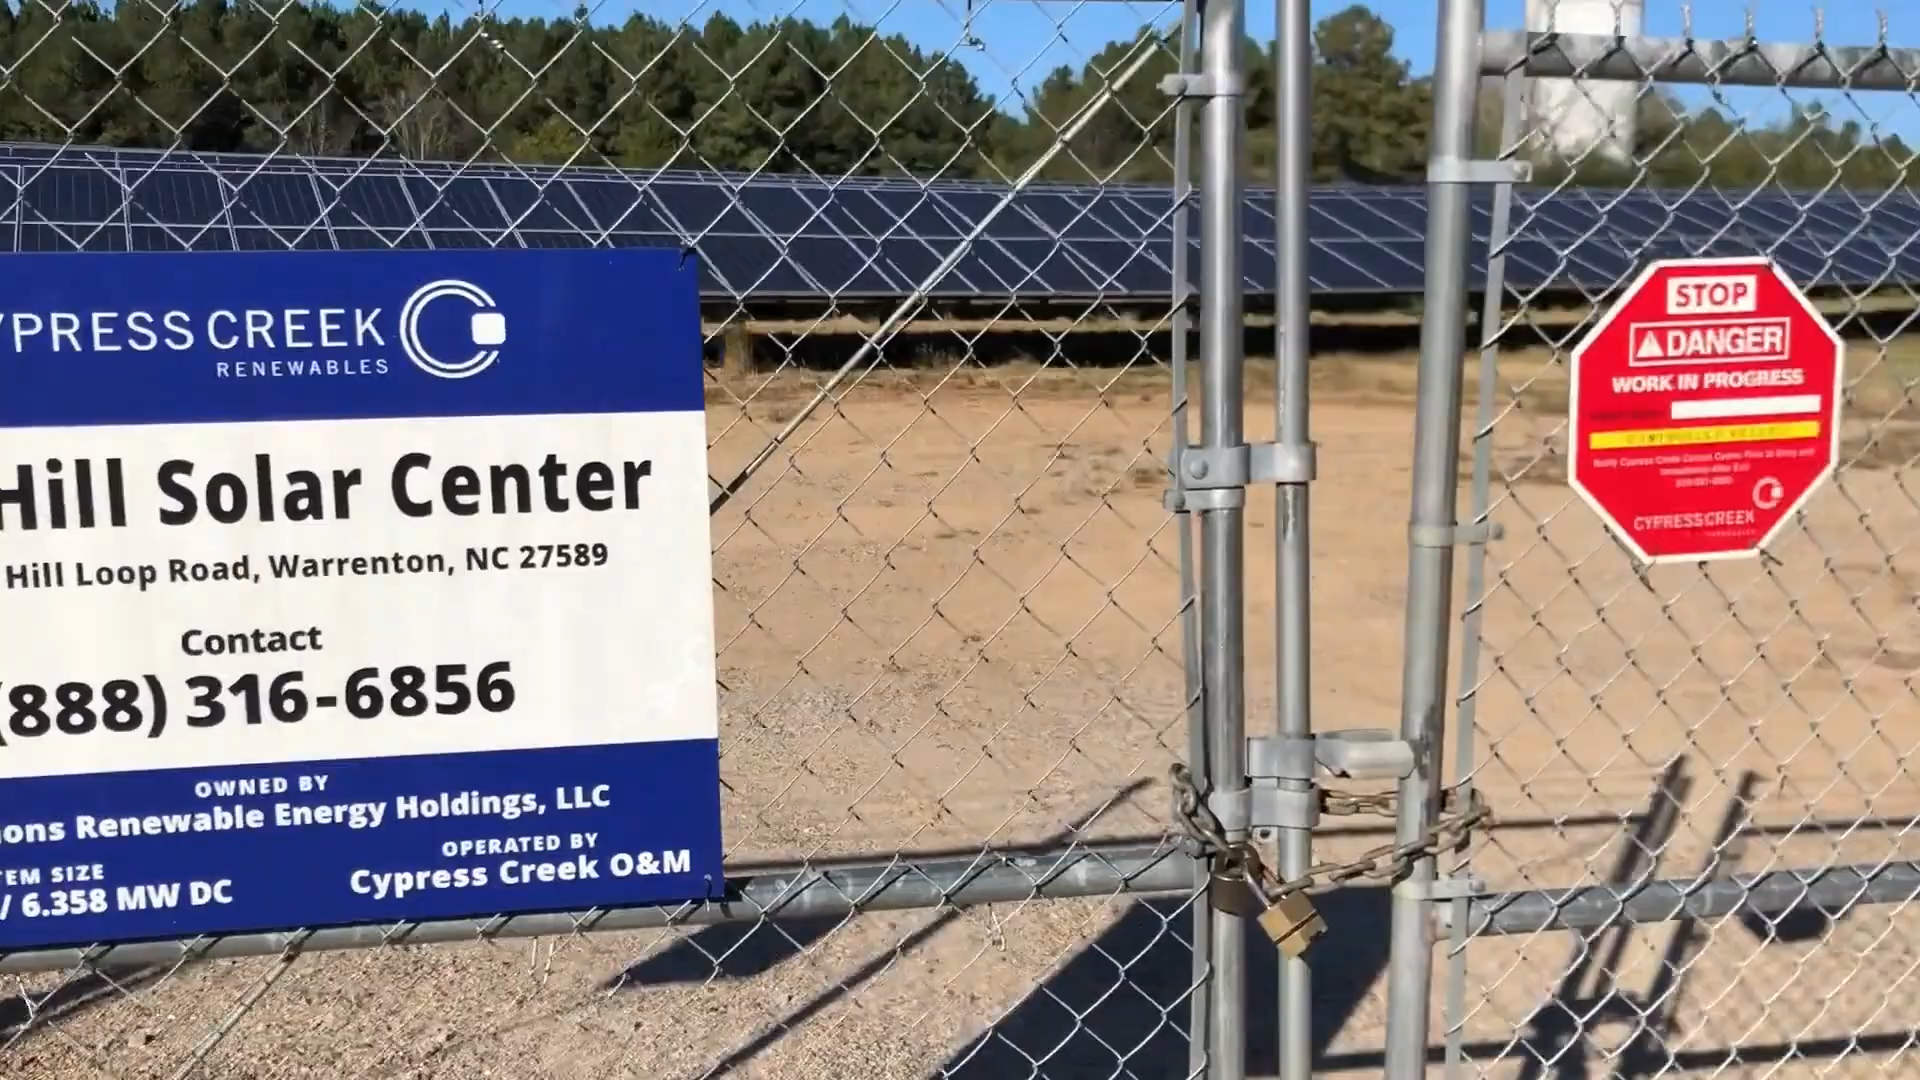 YPRESS CREEK
RENEWABLES
Hill Solar Center
Hill Loop Road, Warrenton, NC 27589
Contact
(888) 316-6856
OWNED BY
ions Renewable Energy Holdings, LLC
TEM SIZE
/ 6.358 MW DC
OPERATED BY
Cypress Creek O&M
STOP
DANGER
WORK IN PROGRESS
CYPRESS CREEK